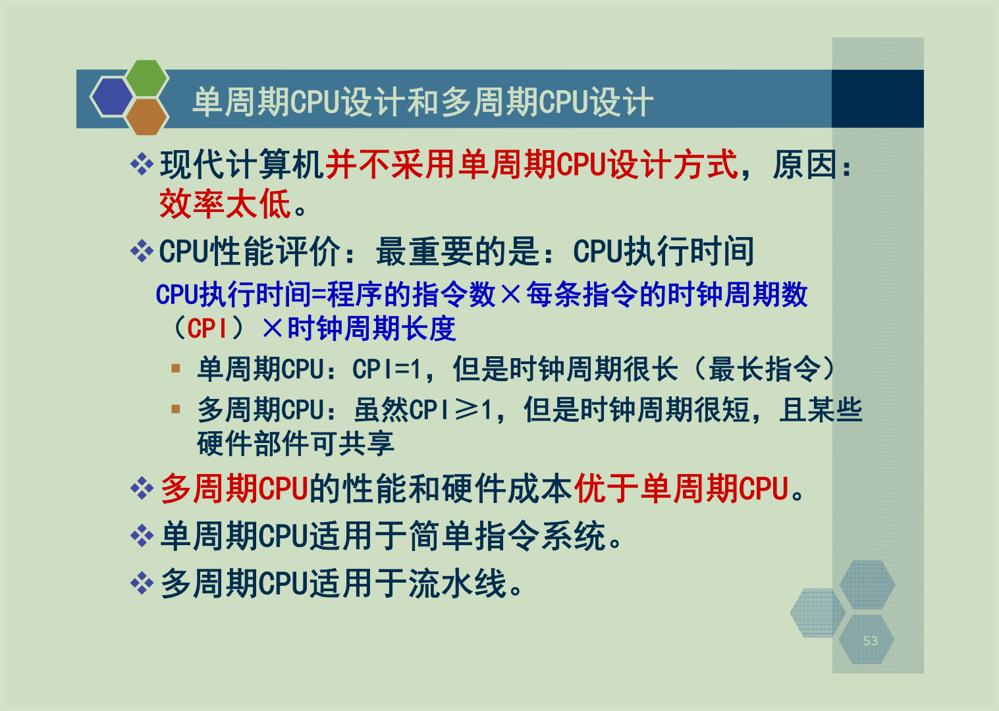 单周期CPU设计和多周期CPU设计
现代计算机并不采用单周期CPU设计方式，原因：
效率太低。
CPU性能评价：最重要的是：CPU执行时间
CPU执行时间=程序的指令数×每条指令的时钟周期数
（CPI）×时钟周期长度
单周期CPU：CPI=1，但是时钟周期很长（最长指令）
多周期CPU：虽然CPI≥1，但是时钟周期很短，且某些
硬件部件可共享
多周期CPU的性能和硬件成本优于单周期CPU。
单周期CPU适用于简单指令系统。
多周期CPU适用于流水线。
53